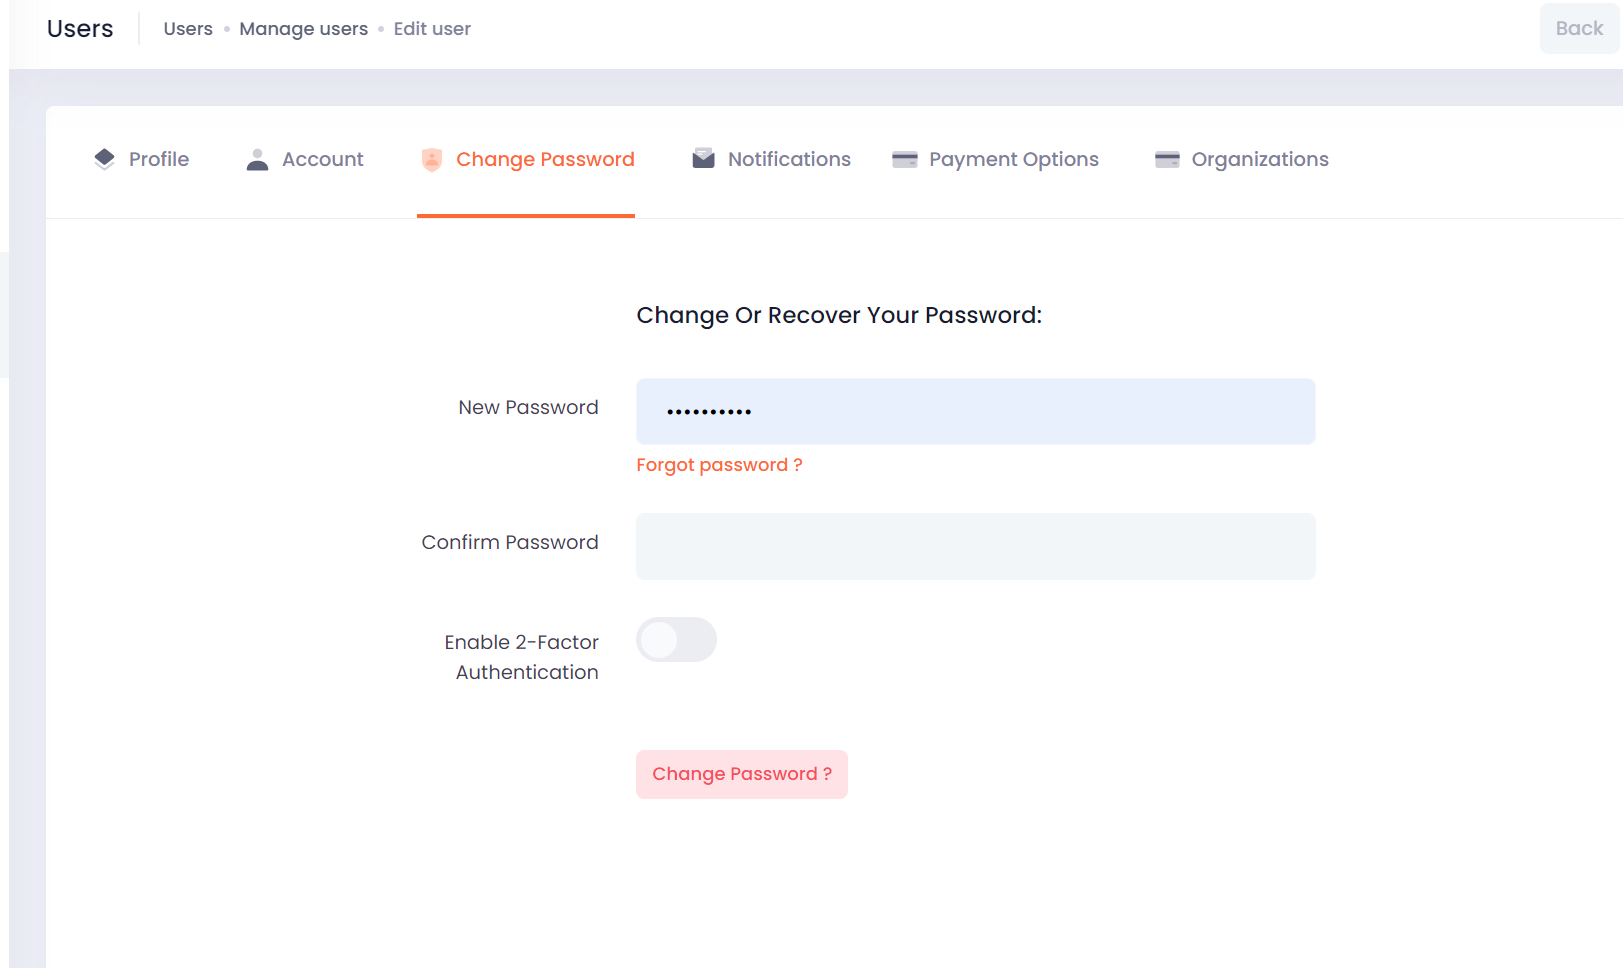 Users
Users • Manage users • Edit user
Back
Profile
Account
Change Password
Notifications
Payment Options
Organizations
Change Or Recover Your Password:
New Password
••••••••••
Forgot password ?
Confirm Password
Enable 2-Factor
Authentication
Change Password ?